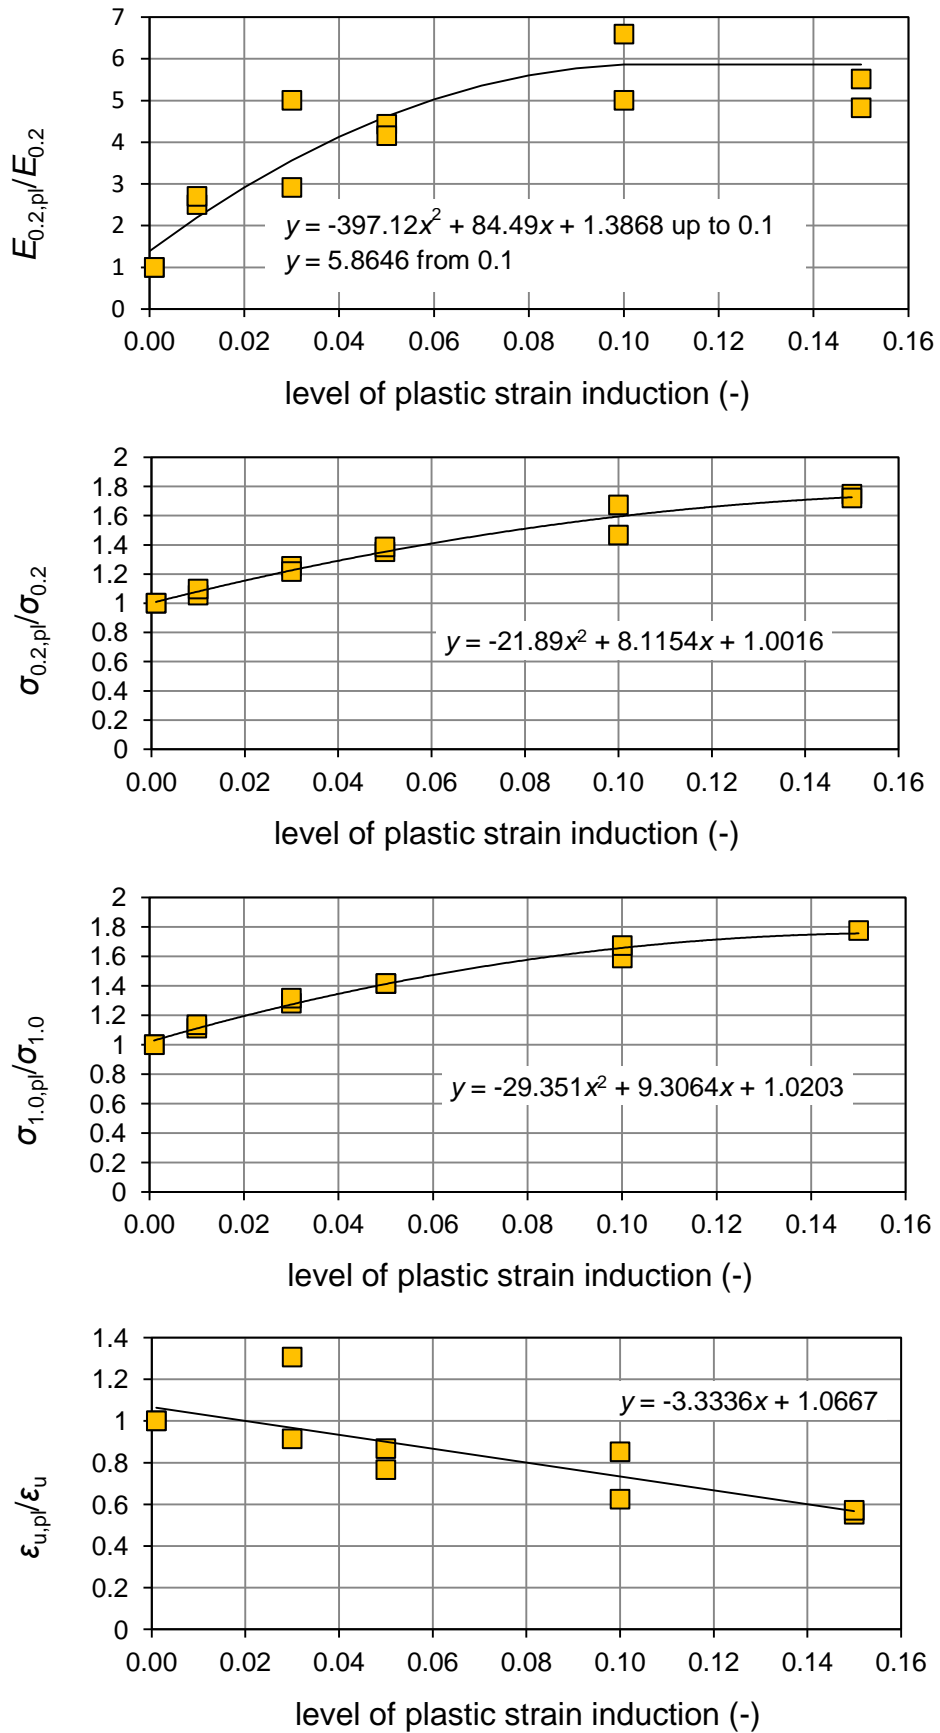 7
6
5
4
3
2
1
0
E0.2,pl/E0.2
y = -397.12x² + 84.49x + 1.3868 up to 0.1
y = 5.8646 from 0.1
0.00 0.02 0.04 0.06 0.08 0.10 0.12 0.14 0.16
level of plastic strain induction (-)
2
1.8
1.6
1.4
1.2
1
0.8
0.6
0.4
0.2
0
σ0.2,pl/σ0.2
y = -21.89x² + 8.1154x + 1.0016
0.00 0.02 0.04 0.06 0.08 0.10 0.12 0.14 0.16
level of plastic strain induction (-)
2
1.8
1.6
1.4
1.2
1
0.8
0.6
0.4
0.2
0
σ1.0,pl/σ1.0
y = -29.351x² + 9.3064x + 1.0203
0.00 0.02 0.04 0.06 0.08 0.10 0.12 0.14 0.16
level of plastic strain induction (-)
1.4
1.2
1
0.8
0.6
0.4
0.2
0
εu,pl/εu
y = -3.3336x + 1.0667
0.00 0.02 0.04 0.06 0.08 0.10 0.12 0.14 0.16
level of plastic strain induction (-)